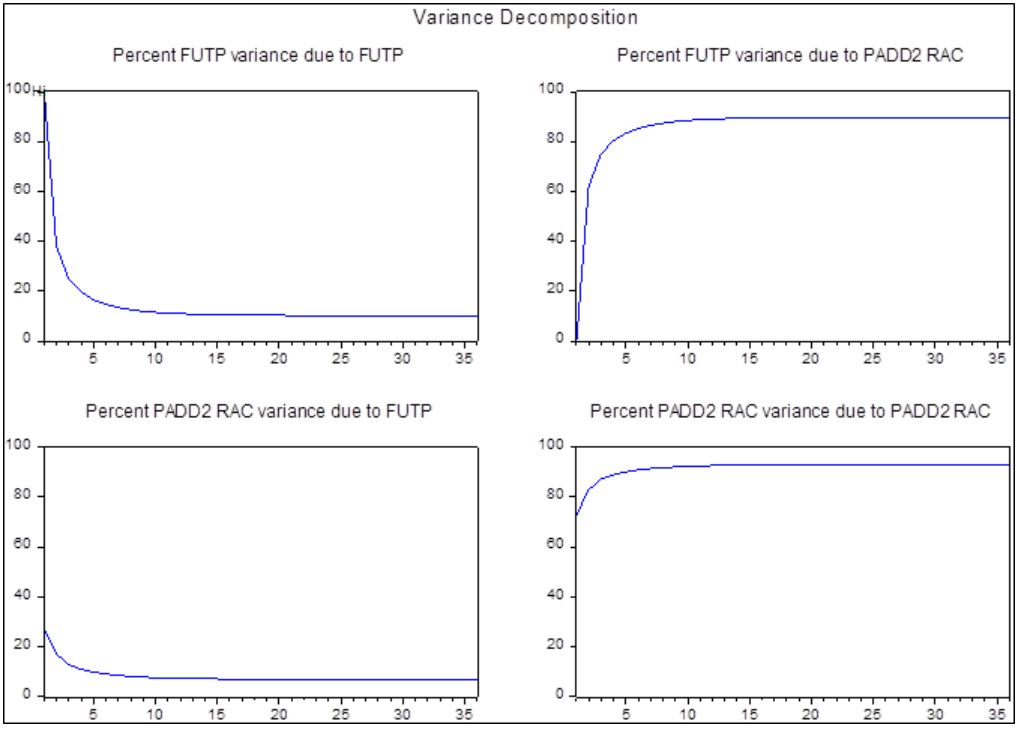 Variance Decomposition
Percent FUTP variance due to FUTP
100
Hi
80
60
40
20
0
5 10 15 20 25 30 35
Percent FUTP variance due to PADD2 RAC
100
80
60
40
20
0
5 10 15 20 25 30 35
Percent PADD2 RAC variance due to FUTP
100
80
60
40
20
0
5 10 15 20 25 30 35
Percent PADD2 RAC variance due to PADD2 RAC
100
80
60
40
20
0
5 10 15 20 25 30 35